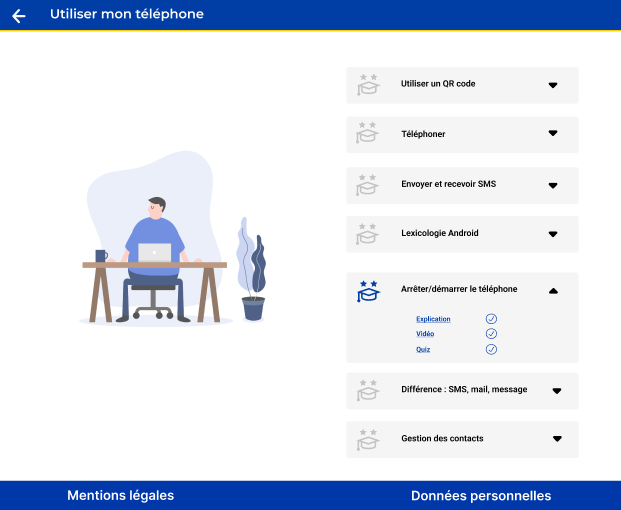 Utiliser mon téléphone
Utiliser un QR code
Téléphoner
Envoyer et recevoir SMS
Lexicologie Android
Arrêter/démarrer le téléphone
Explication
Vidéo
Quiz
Différence : SMS, mail, message
Gestion des contacts
Mentions légales
Données personnelles